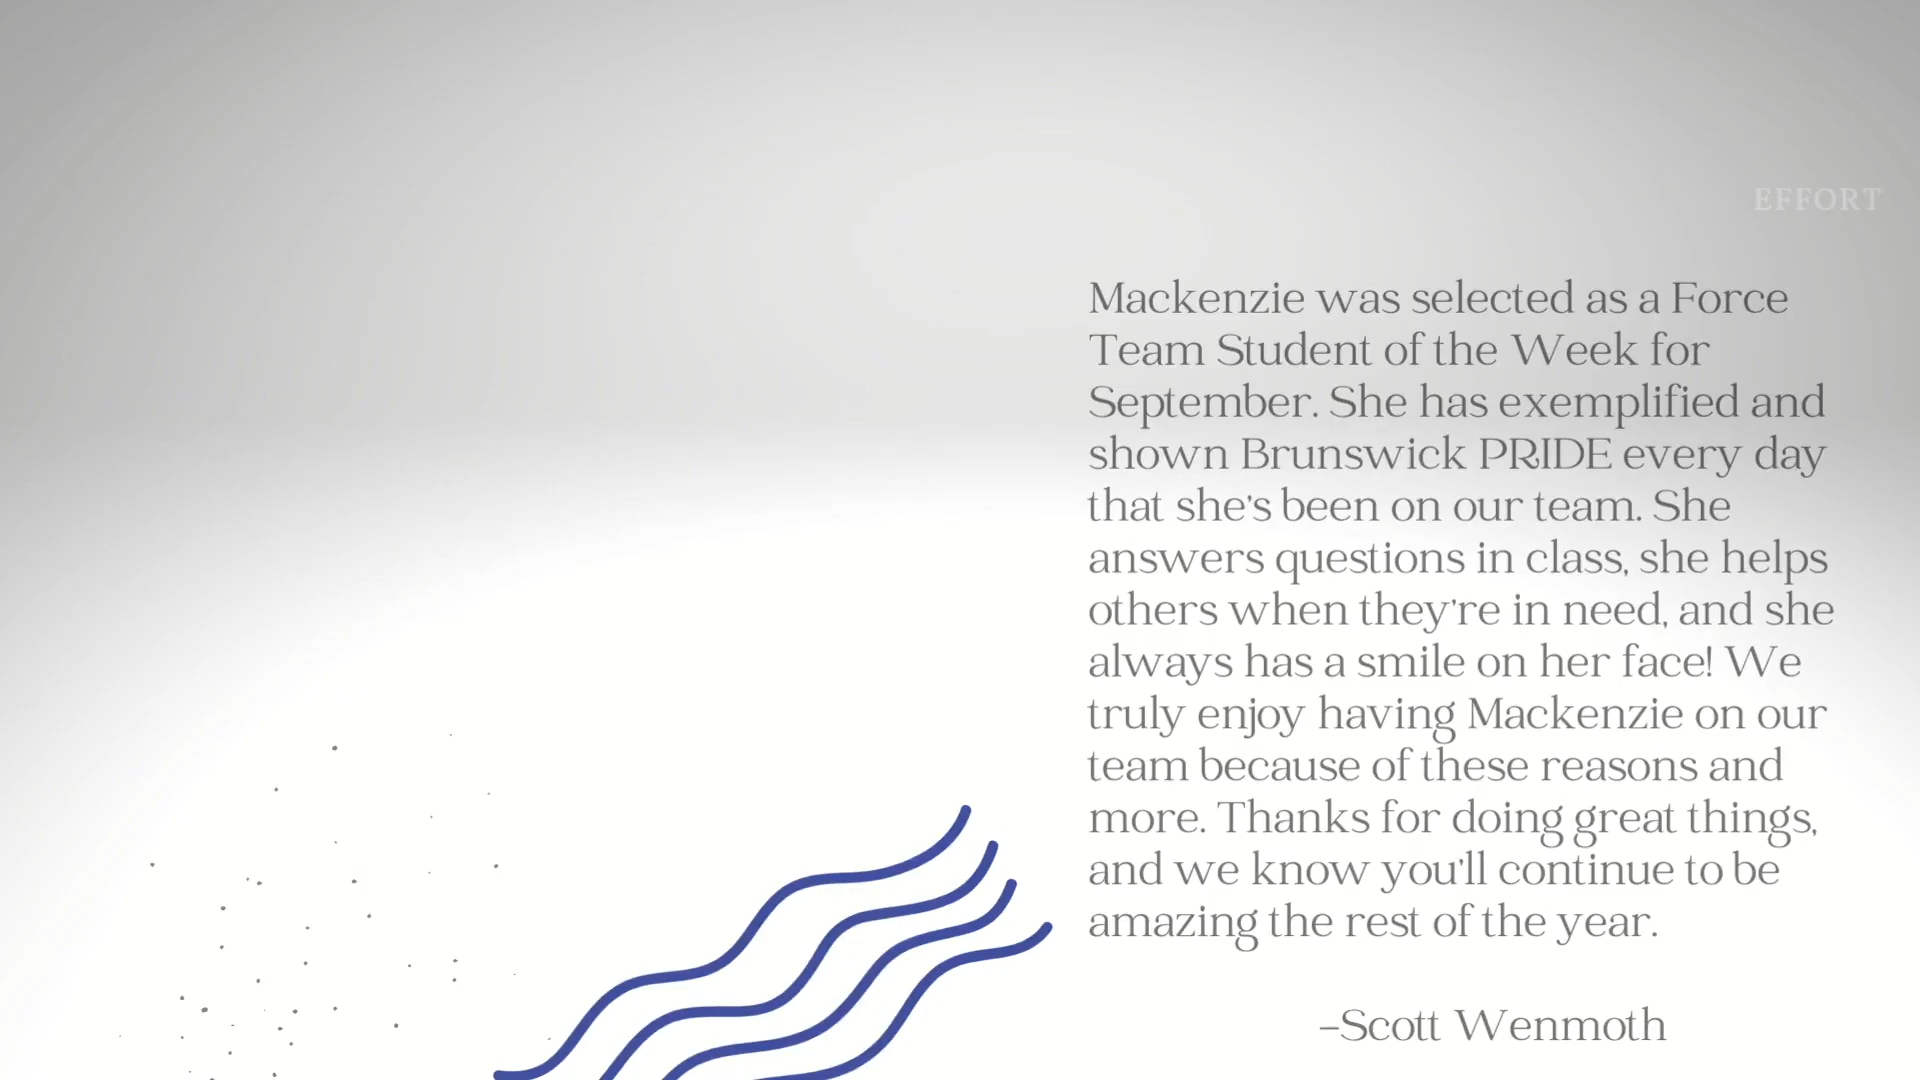 EFFORT
Mackenzie was selected as a Force
Team Student of the Week for
September. She has exemplified and
shown Brunswick PRIDE every day
that she's been on our team. She
answers questions in class, she helps
others when they're in need, and she
always has a smile on her face! We
truly enjoy having Mackenzie on our
team because of these reasons and
more. Thanks for doing great things,
and we know you'll continue to be
amazing the rest of the year.
–Scott Wenmoth